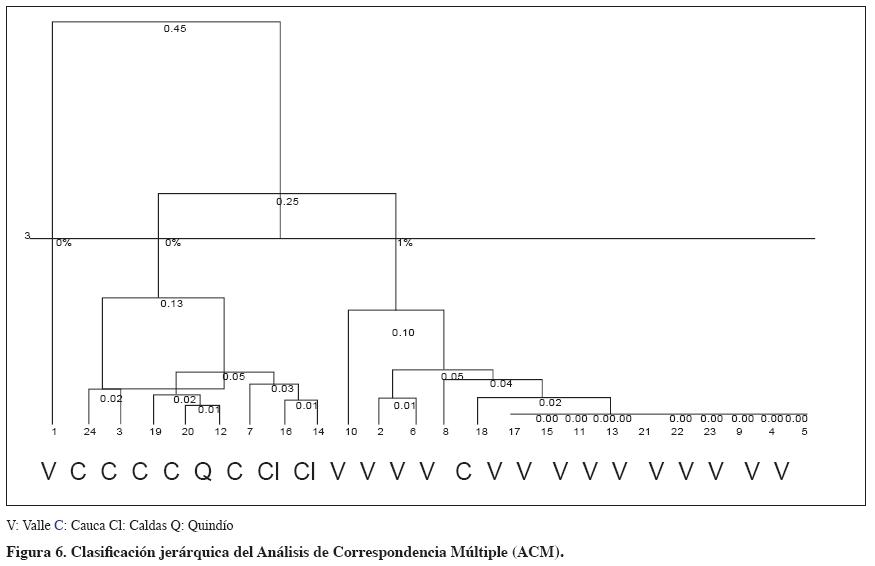 0.45
0.25
3
0% 0% 1%
0.13
0.10
0.05 0.05
0.04
0.03
0.02 0.02 0.02
0.01 0.01 0.01
0.00 0.00 0.00 0.00 0.00 0.00 0.00 0.00
1 24 3 19 20 12 7 16 14 10 2 6 8 18 17 15 11 13 21 22 23 9 4 5
V C C C C Q C Cl Cl V V V V C V V V V V V V V V V
V: Valle C: Cauca Cl: Caldas Q: Quindío
Figura 6. Clasificación jerárquica del Análisis de Correspondencia Múltiple (ACM).